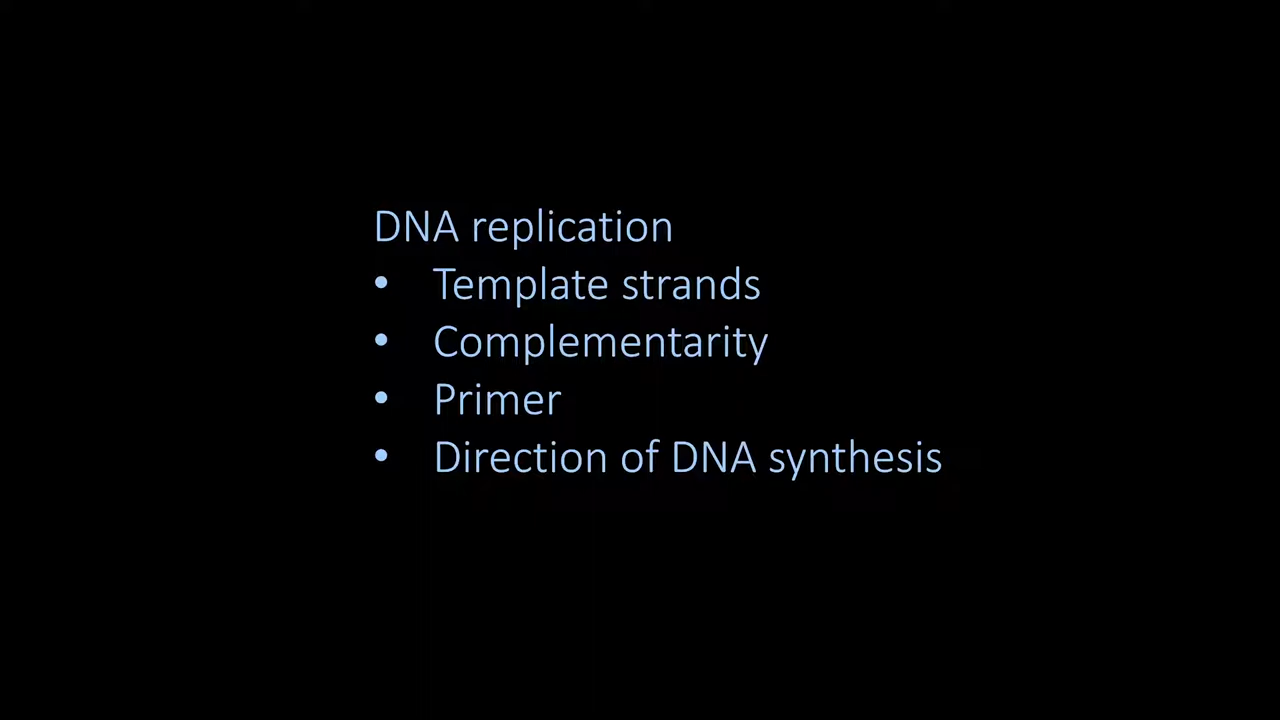 DNA replication
• Template strands
• Complementarity
• Primer
• Direction of DNA synthesis